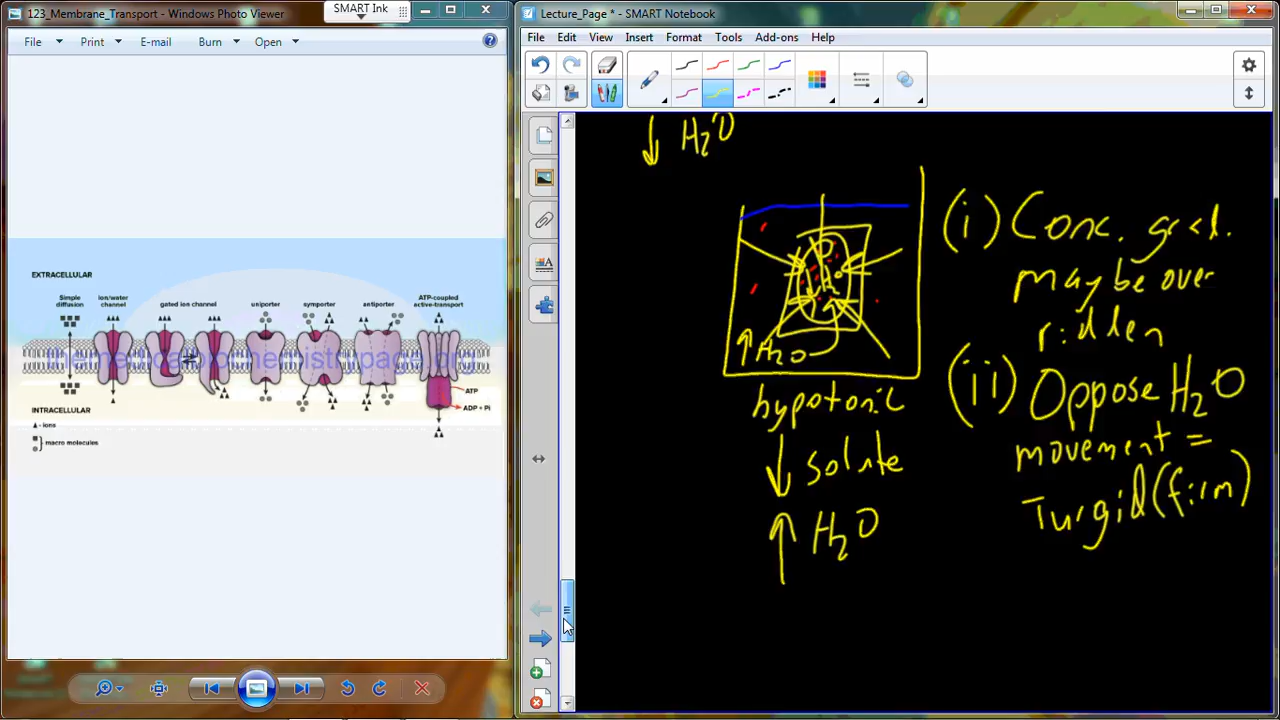 123_Membrane_Transport - Windows Photo Viewer
SMART Ink
File Print E-mail Burn Open
EXTRACELLULAR
Simple diffusion
ion/water channel
gated ion channel
uniporter
symporter
antiporter
ATP-coupled active-transport
ATP
ADP + Pi
INTRACELLULAR
- ions
macro molecules
Lecture_Page * - SMART Notebook
File Edit View Insert Format Tools Add-ons Help
↓ H2O
↑ H2O
hypotonic
↓ solute
↑ H2O
(i) Conc. grad.
may be over
ridden
(ii) Oppose H2O
movement =
Turgid (firm)